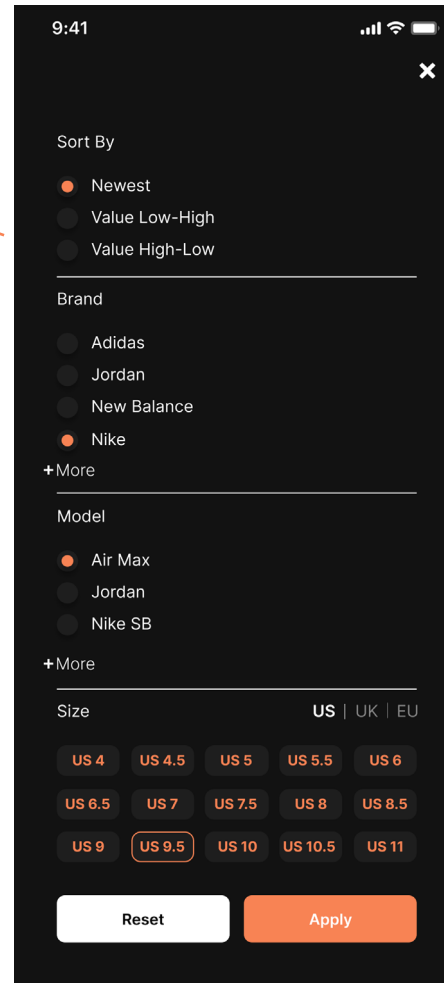 9:41
Sort By
Newest
Value Low-High
Value High-Low
Brand
Adidas
Jordan
New Balance
Nike
+More
Model
Air Max
Jordan
Nike SB
+More
Size US | UK | EU
US 4 US 4.5 US 5 US 5.5 US 6
US 6.5 US 7 US 7.5 US 8 US 8.5
US 9 US 9.5 US 10 US 10.5 US 11
Reset Apply